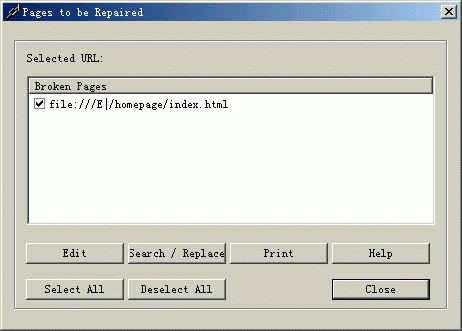 Pages to be Repaired
Selected URL:
Broken Pages
file:///E|/homepage/index.html
Edit
Search / Replace
Print
Help
Select All
Deselect All
Close